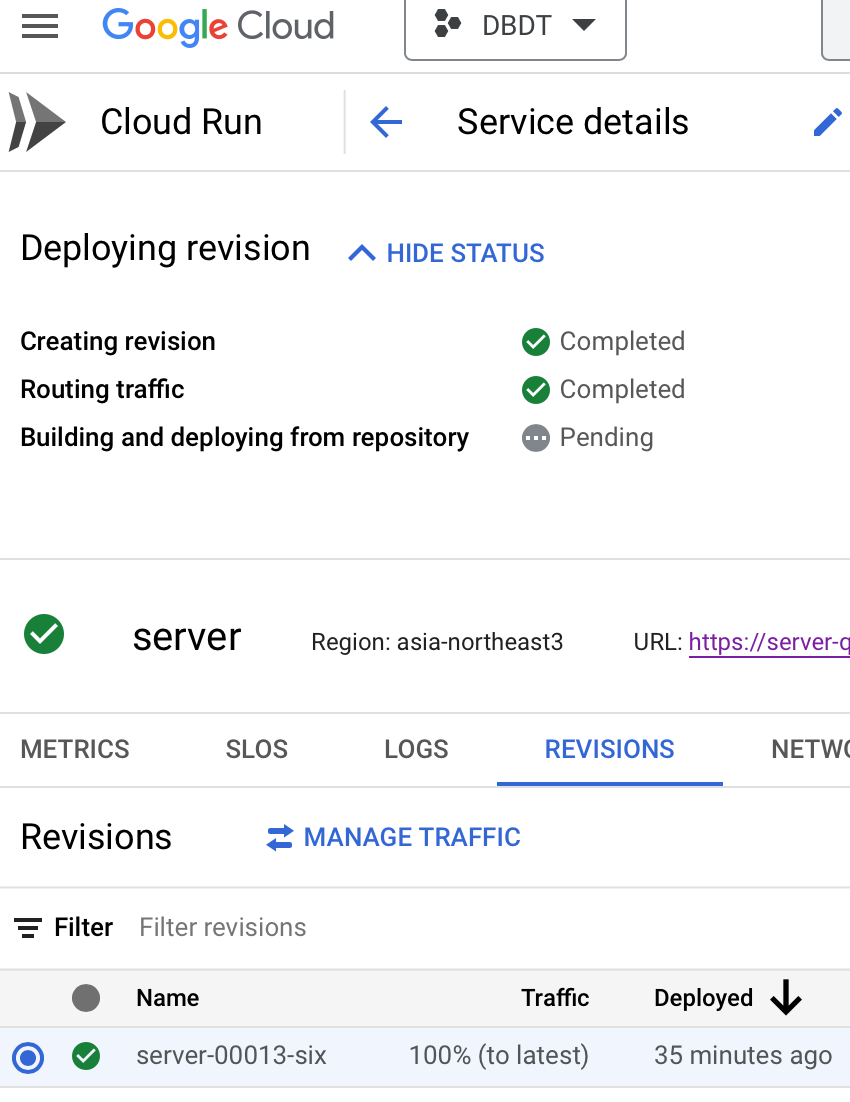 Google Cloud DBDT
Cloud Run Service details
Deploying revision HIDE STATUS
Creating revision Completed
Routing traffic Completed
Building and deploying from repository Pending
server Region: asia-northeast3 URL: https://server-q
METRICS SLOS LOGS REVISIONS NETWO
Revisions MANAGE TRAFFIC
Filter Filter revisions
Name Traffic Deployed
server-00013-six 100% (to latest) 35 minutes ago